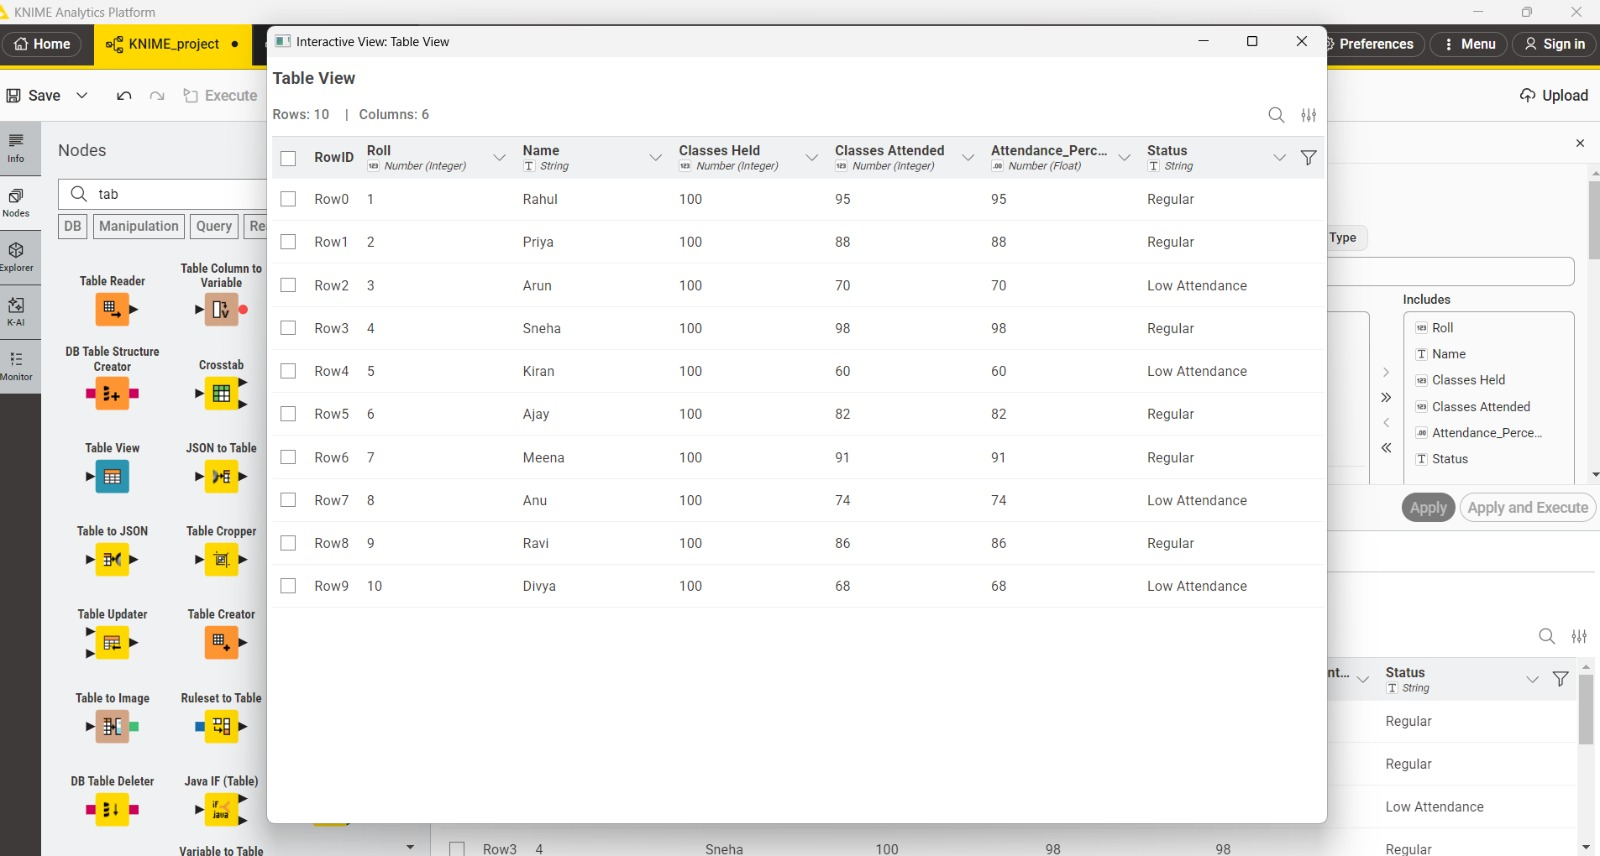 KNIME Analytics Platform
Home
KNIME_project
Interactive View: Table View
Preferences
Menu
Sign in
Save
Execute
Upload
Table View
Rows: 10 | Columns: 6
Info
Nodes
Explorer
K-AI
Monitor
Nodes
tab
DB Manipulation Query Re
Table Reader
Table Column to
Variable
DB Table Structure
Creator
Crosstab
Table View
JSON to Table
Table to JSON
Table Cropper
Table Updater
Table Creator
Table to Image
Ruleset to Table
DB Table Deleter
Java IF (Table)
Variable to Table
RowID Roll Name Classes Held Classes Attended Attendance_Perc... Status
Number (Integer) String Number (Integer) Number (Integer) Number (Float) String
Row0 1 Rahul 100 95 95 Regular
Row1 2 Priya 100 88 88 Regular
Row2 3 Arun 100 70 70 Low Attendance
Row3 4 Sneha 100 98 98 Regular
Row4 5 Kiran 100 60 60 Low Attendance
Row5 6 Ajay 100 82 82 Regular
Row6 7 Meena 100 91 91 Regular
Row7 8 Anu 100 74 74 Low Attendance
Row8 9 Ravi 100 86 86 Regular
Row9 10 Divya 100 68 68 Low Attendance
Type
Includes
Roll
Name
Classes Held
Classes Attended
Attendance_Perce...
Status
Apply
Apply and Execute
nt... Status
String
Regular
Regular
Low Attendance
Row3 4 Sneha 100 98 98 Regular